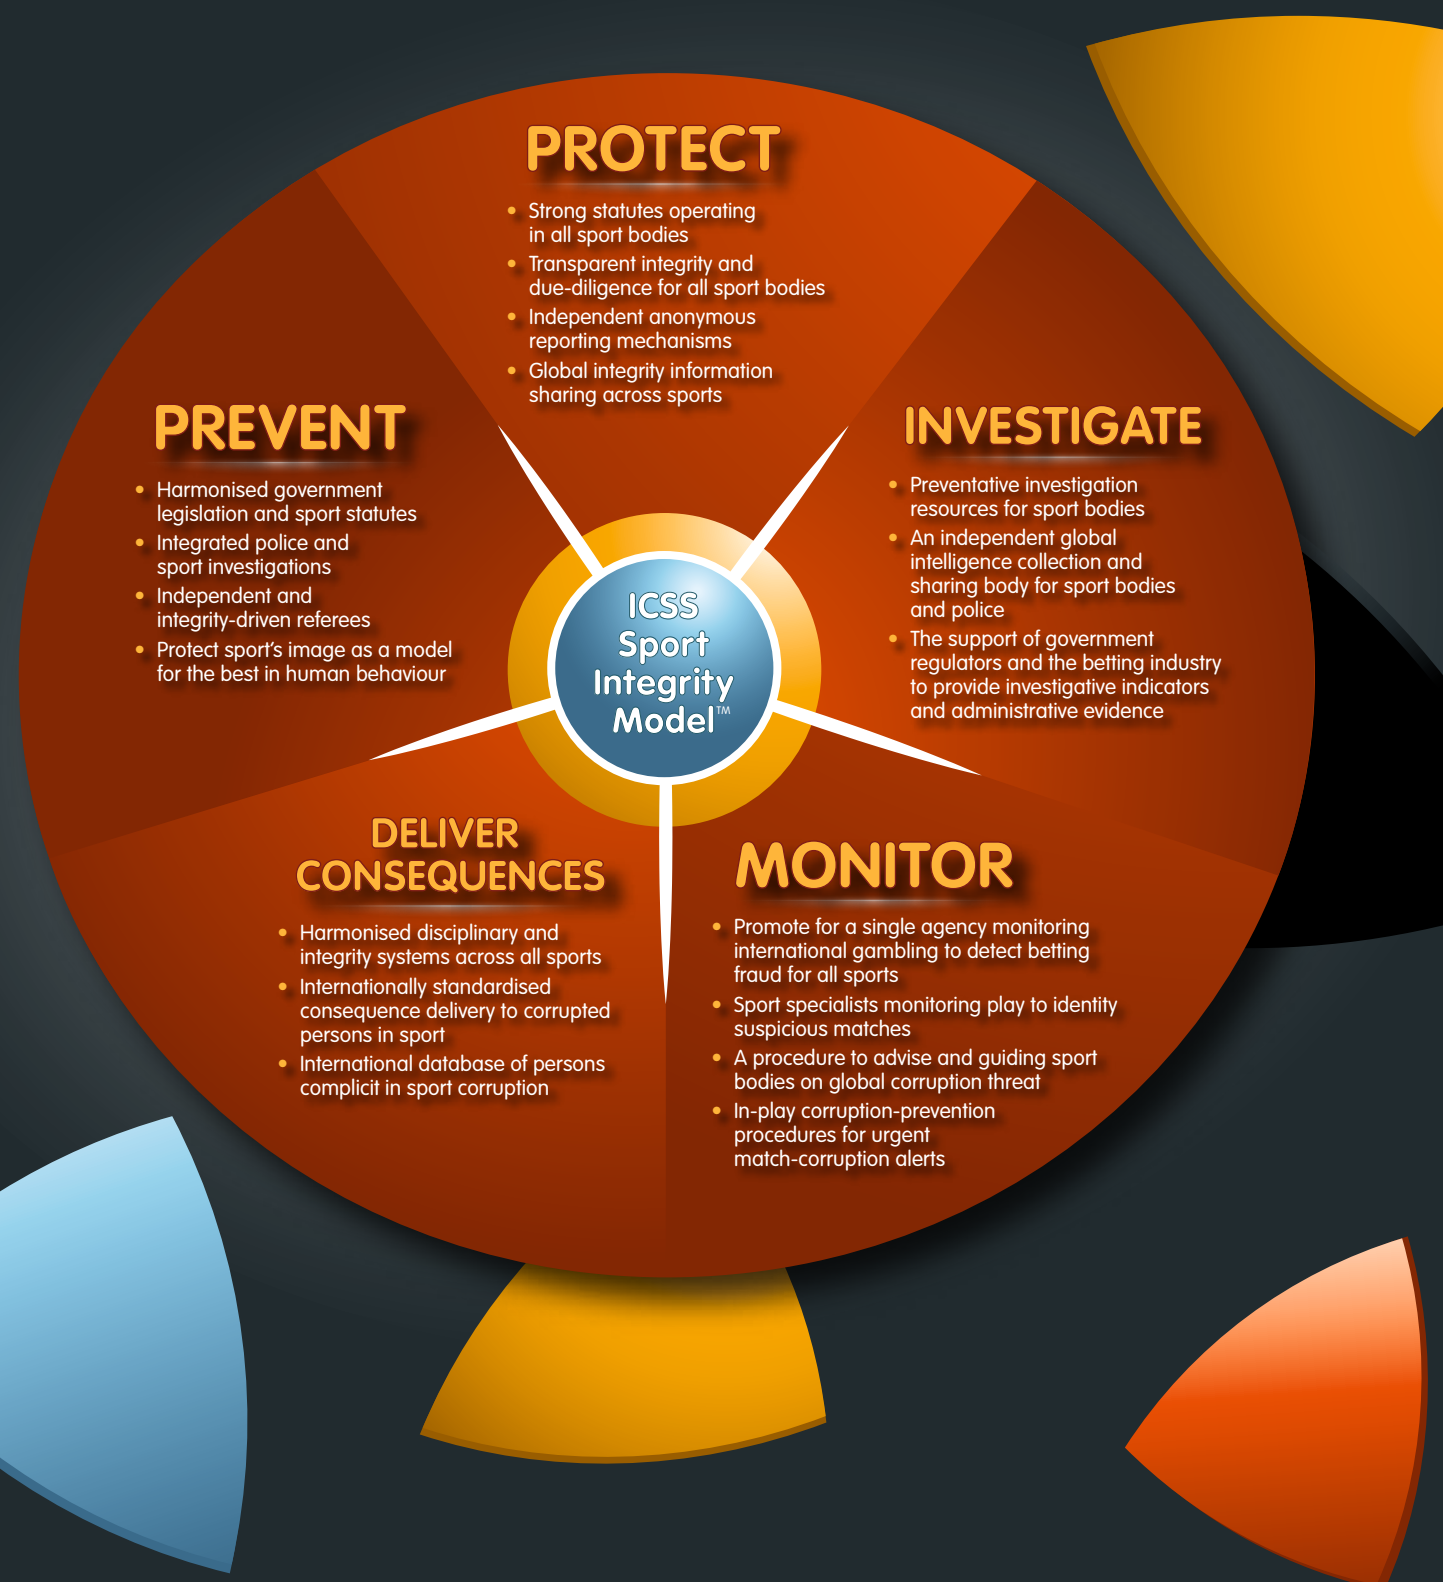 PROTECT
• Strong statutes operating
in all sport bodies
• Transparent integrity and
due-diligence for all sport bodies
• Independent anonymous
reporting mechanisms
• Global integrity information
sharing across sports
PREVENT
• Harmonised government
legislation and sport statutes
• Integrated police and
sport investigations
• Independent and
integrity-driven referees
• Protect sport's image as a model
for the best in human behaviour
INVESTIGATE
• Preventative investigation
resources for sport bodies
• An independent global
intelligence collection and
sharing body for sport bodies
and police
• The support of government
regulators and the betting industry
to provide investigative indicators
and administrative evidence
ICSS
Sport
Integrity
Model™
DELIVER
CONSEQUENCES
• Harmonised disciplinary and
integrity systems across all sports
• Internationally standardised
consequence delivery to corrupted
persons in sport
• International database of persons
complicit in sport corruption
MONITOR
• Promote for a single agency monitoring
international gambling to detect betting
fraud for all sports
• Sport specialists monitoring play to identity
suspicious matches
• A procedure to advise and guiding sport
bodies on global corruption threat
• In-play corruption-prevention
procedures for urgent
match-corruption alerts